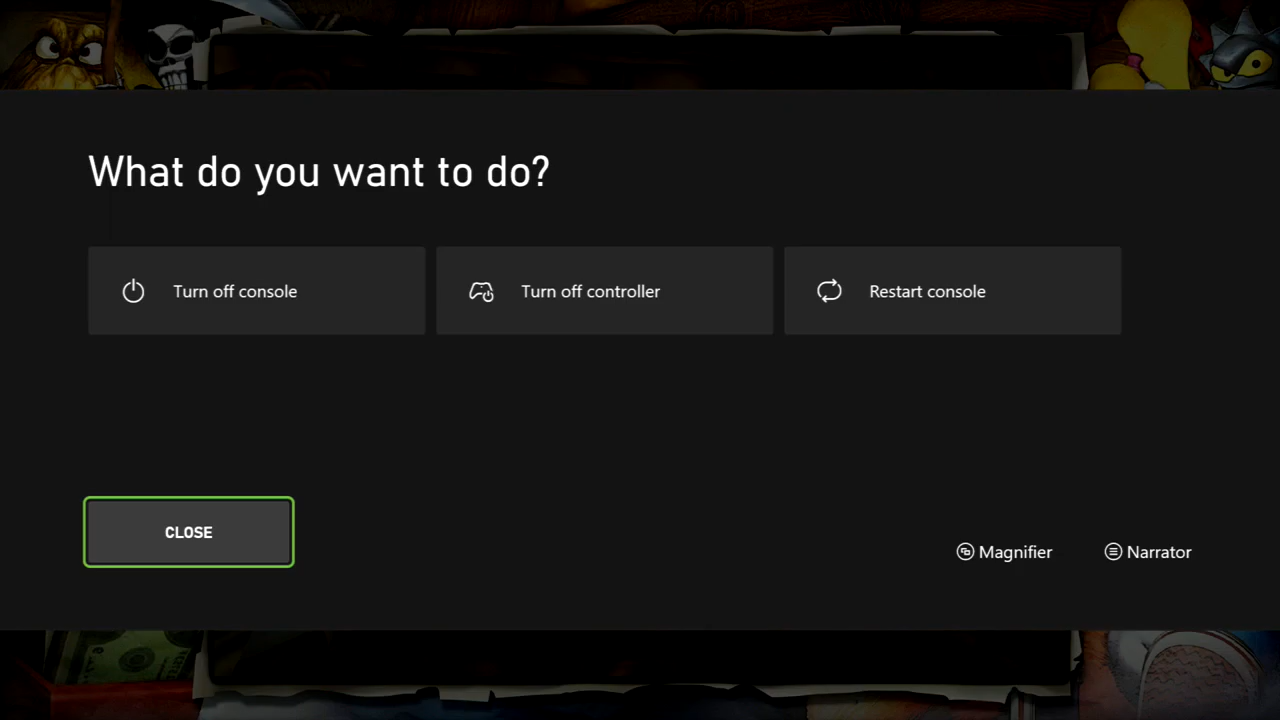 What do you want to do?
Turn off console
Turn off controller
Restart console
CLOSE
Magnifier
Narrator